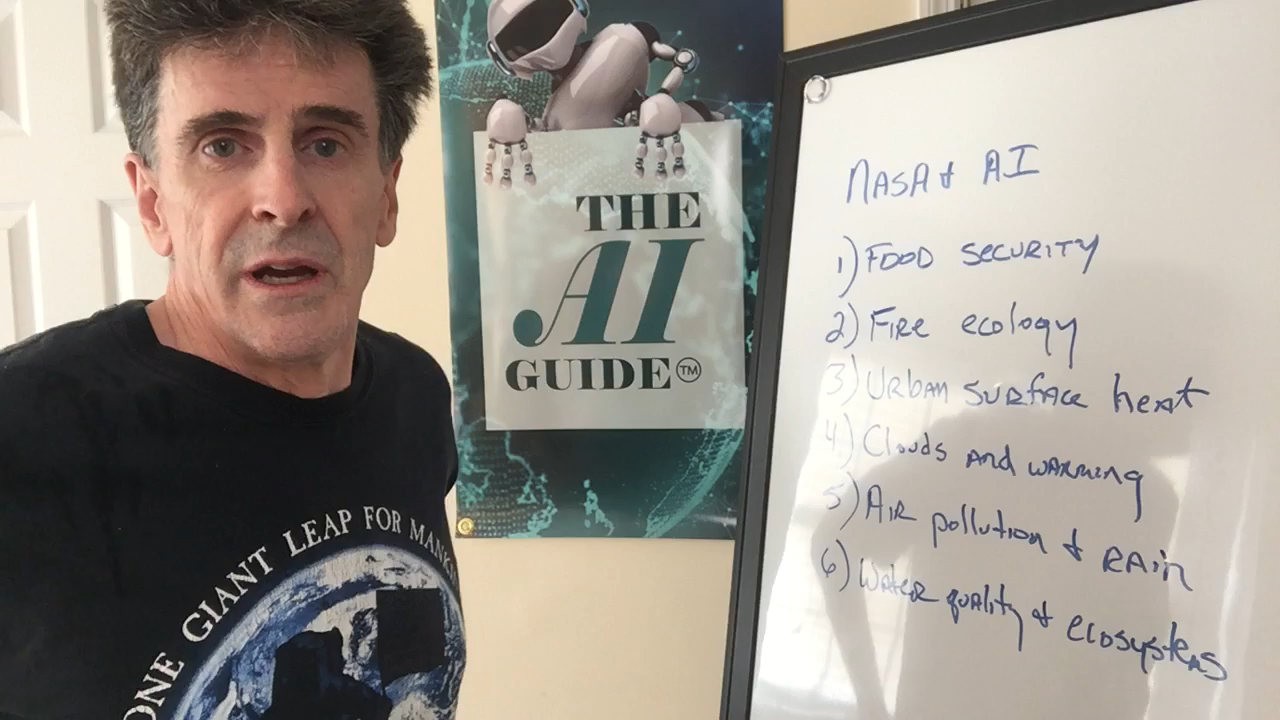 ONE GIANT LEAP FOR
THE
AI
GUIDE™
NASA & AI
1) FOOD SECURITY
2) Fire ecology
3) Urban surface heat
4) Clouds and warming
5) Air pollution & rain
6) Water quality & ecosystems